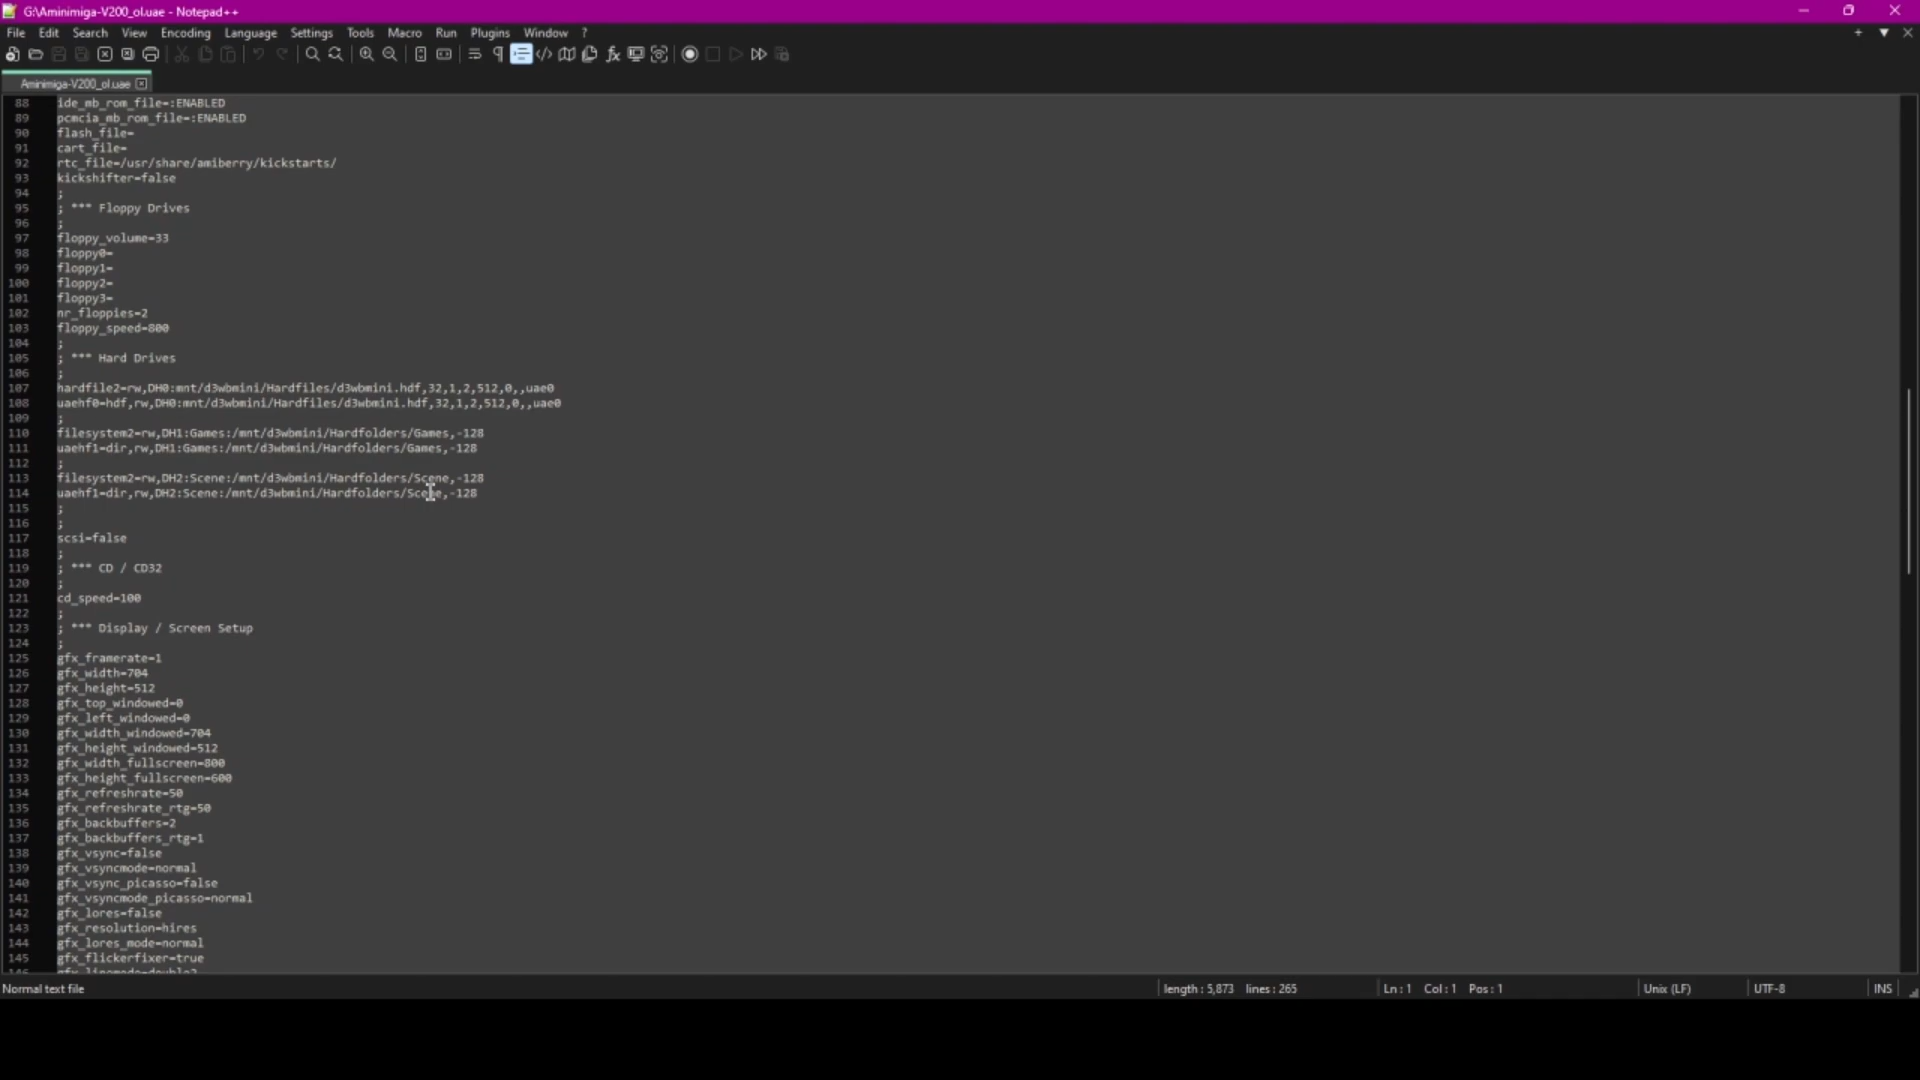 G:\Aminimiga-V200_ol.uae - Notepad++
File Edit Search View Encoding Language Settings Tools Macro Run Plugins Window ?
Aminimiga-V200_ol.uae
88 ide_mb_rom_file=:ENABLED
89 pcmcia_mb_rom_file=:ENABLED
90 flash_file=
91 cart_file=
92 rtc_file=/usr/share/amiberry/kickstarts/
93 kickshifter=false
94 ;
95 ; *** Floppy Drives
96 ;
97 floppy_volume=33
98 floppy0=
99 floppy1=
100 floppy2=
101 floppy3=
102 nr_floppies=2
103 floppy_speed=800
104 ;
105 ; *** Hard Drives
106 ;
107 hardfile2=rw,DH0:mnt/d3wbmini/Hardfiles/d3wbmini.hdf,32,1,2,512,0,,uae0
108 uaehf0=hdf,rw,DH0:mnt/d3wbmini/Hardfiles/d3wbmini.hdf,32,1,2,512,0,,uae0
109 ;
110 filesystem2=rw,DH1:Games:/mnt/d3wbmini/Hardfolders/Games,-128
111 uaehf1=dir,rw,DH1:Games:/mnt/d3wbmini/Hardfolders/Games,-128
112 ;
113 filesystem2=rw,DH2:Scene:/mnt/d3wbmini/Hardfolders/Scene,-128
114 uaehf1=dir,rw,DH2:Scene:/mnt/d3wbmini/Hardfolders/Scene,-128
115 ;
116 ;
117 scsi=false
118 ;
119 ; *** CD / CD32
120 ;
121 cd_speed=100
122 ;
123 ; *** Display / Screen Setup
124 ;
125 gfx_framerate=1
126 gfx_width=704
127 gfx_height=512
128 gfx_top_windowed=0
129 gfx_left_windowed=0
130 gfx_width_windowed=704
131 gfx_height_windowed=512
132 gfx_width_fullscreen=800
133 gfx_height_fullscreen=600
134 gfx_refreshrate=50
135 gfx_refreshrate_rtg=50
136 gfx_backbuffers=2
137 gfx_backbuffers_rtg=1
138 gfx_vsync=false
139 gfx_vsyncmode=normal
140 gfx_vsync_picasso=false
141 gfx_vsyncmode_picasso=normal
142 gfx_lores=false
143 gfx_resolution=hires
144 gfx_lores_mode=normal
145 gfx_flickerfixer=true
146 gfx_linemode=double2
Normal text file length : 5,873 lines : 265 Ln : 1 Col : 1 Pos : 1 Unix (LF) UTF-8 INS